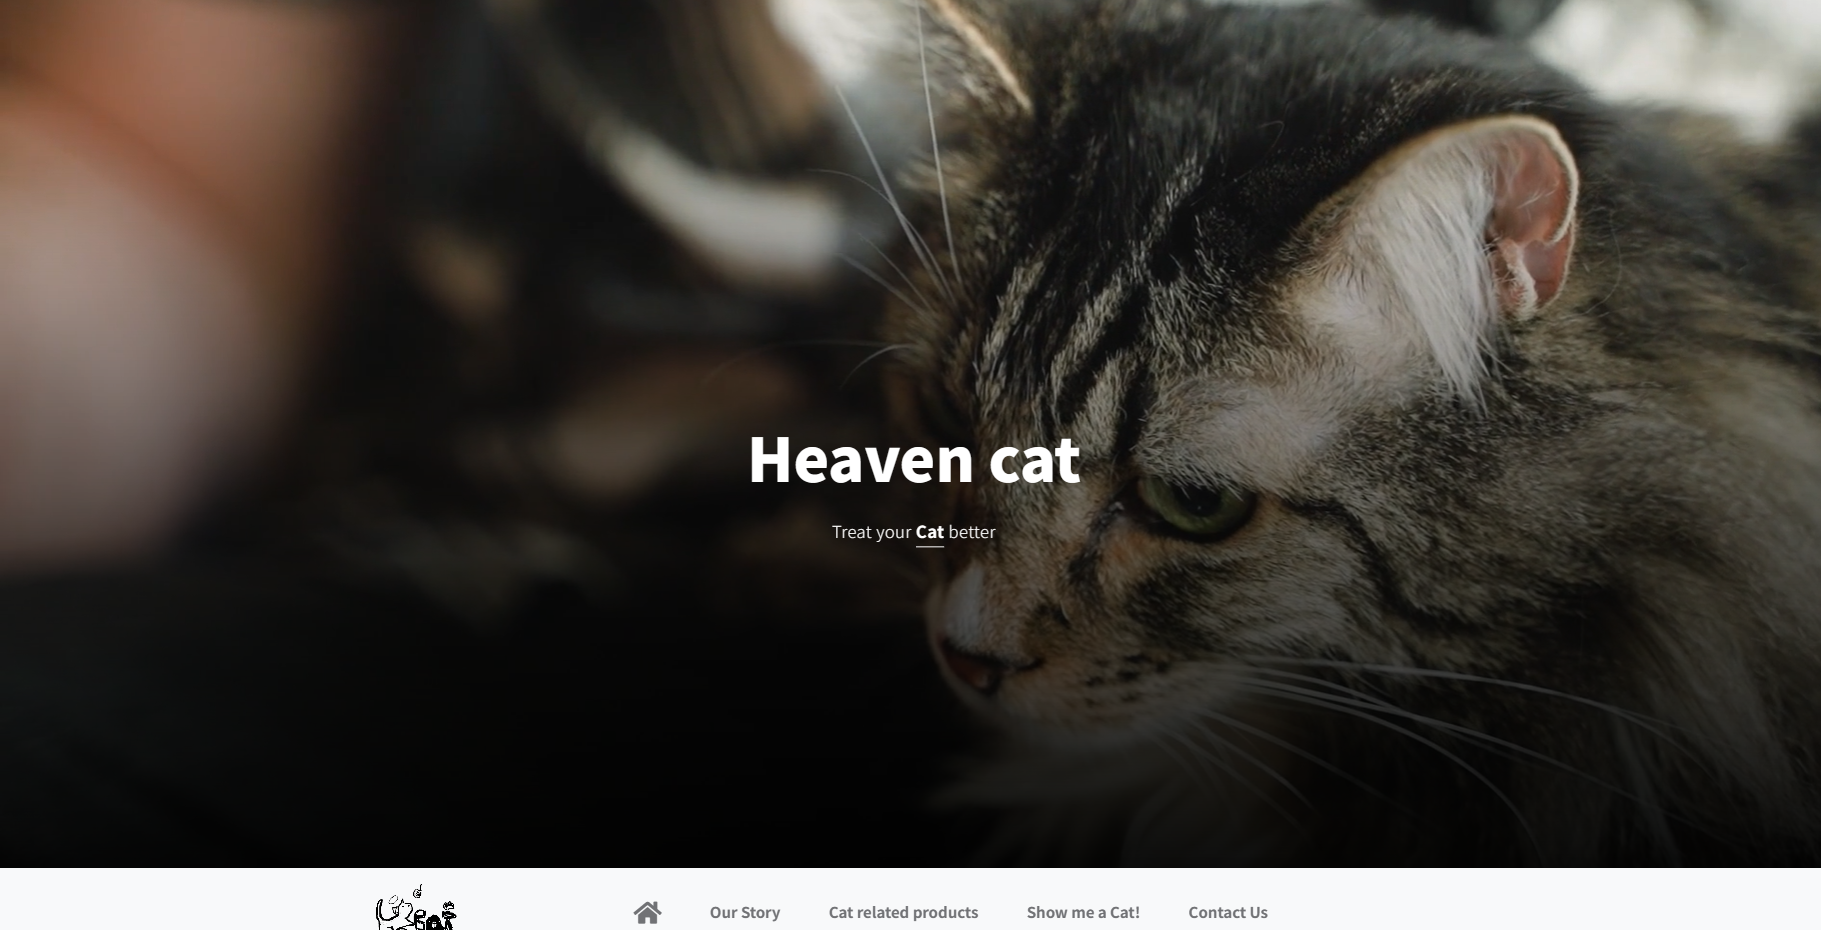 Heaven cat
Treat your Cat better
Our Story Cat related products Show me a Cat! Contact Us